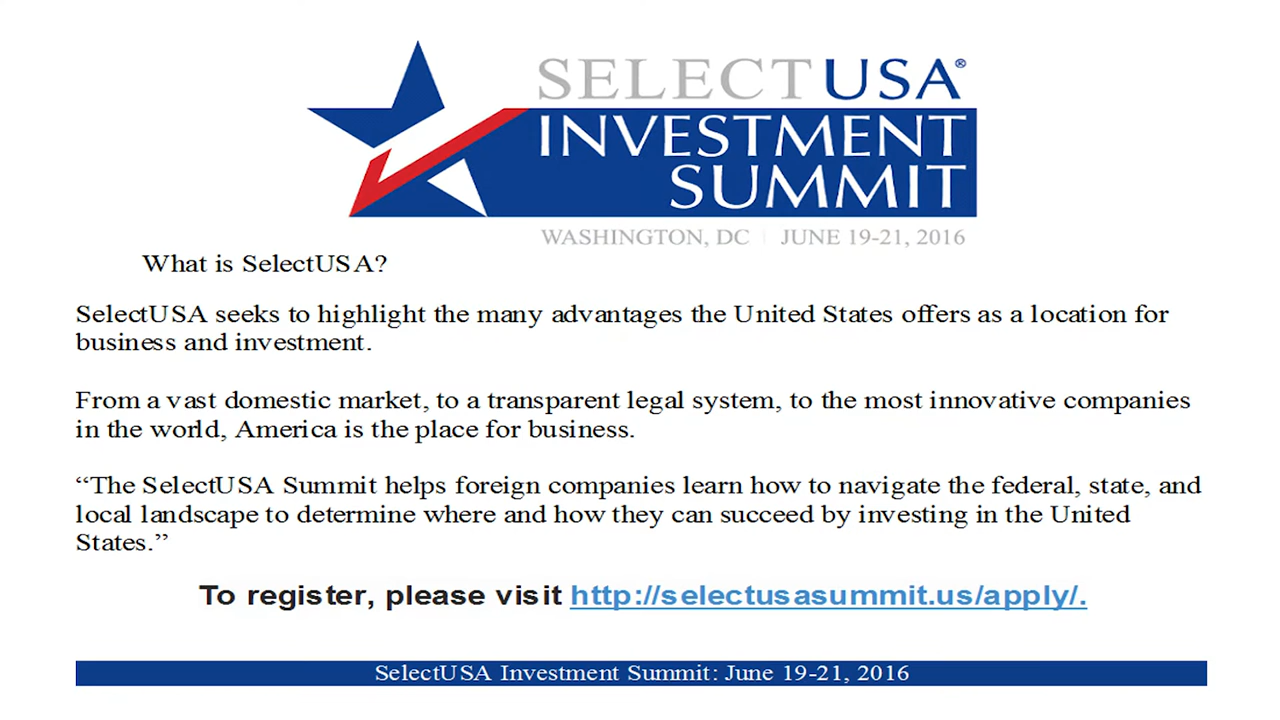 SELECTUSA®
INVESTMENT
SUMMIT
WASHINGTON, DC | JUNE 19-21, 2016
What is SelectUSA?
SelectUSA seeks to highlight the many advantages the United States offers as a location for
business and investment.
From a vast domestic market, to a transparent legal system, to the most innovative companies
in the world, America is the place for business.
“The SelectUSA Summit helps foreign companies learn how to navigate the federal, state, and
local landscape to determine where and how they can succeed by investing in the United
States.”
To register, please visit http://selectusasummit.us/apply/.
SelectUSA Investment Summit: June 19-21, 2016